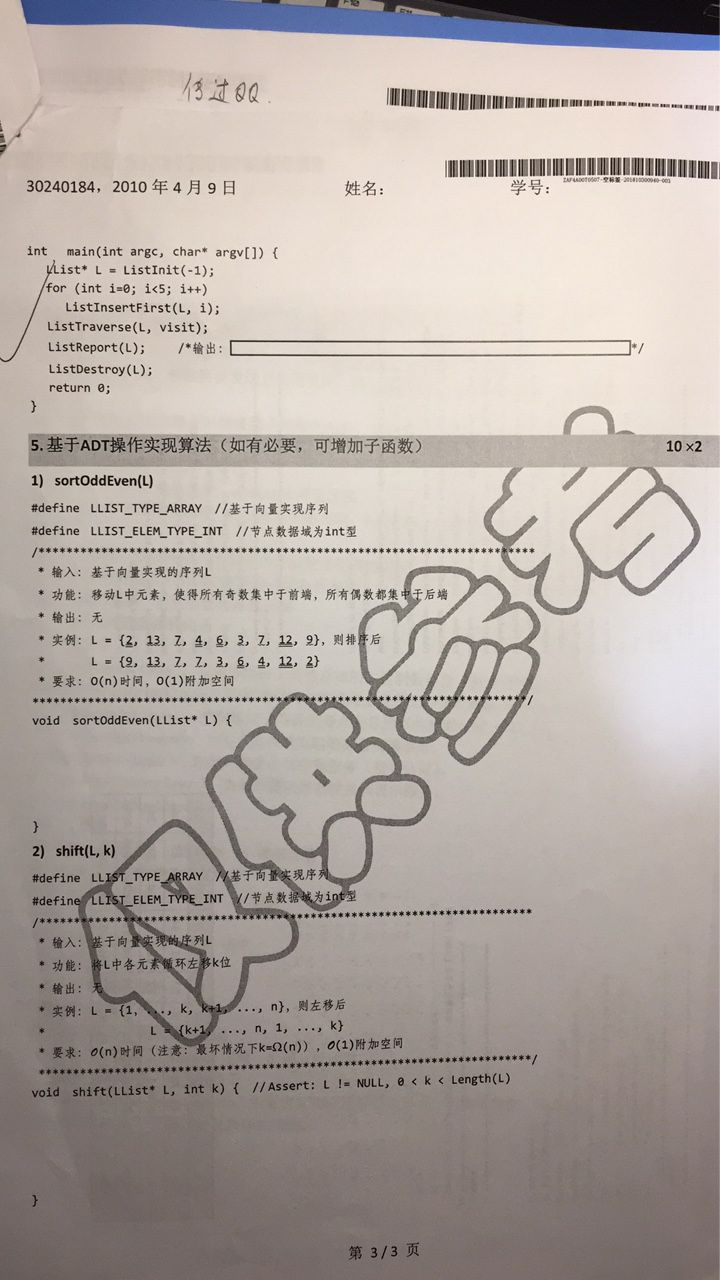 传过QQ.
ZAF4A00T0507-空标签-201810300940-001
30240184, 2010 年 4 月 9 日 姓名: 学号:
int main(int argc, char* argv[]) {
LList* L = ListInit(-1);
for (int i=0; i<5; i++)
ListInsertFirst(L, i);
ListTraverse(L, visit);
ListReport(L); /*输出: */
ListDestroy(L);
return 0;
}
5. 基于ADT操作实现算法（如有必要，可增加子函数） 10 ×2
1) sortOddEven(L)
#define LLIST_TYPE_ARRAY //基于向量实现序列
#define LLIST_ELEM_TYPE_INT //节点数据域为int型
/******************************************************************************
* 输入: 基于向量实现的序列L
* 功能: 移动L中元素，使得所有奇数集中于前端，所有偶数都集中于后端
* 输出: 无
* 实例: L = {2, 13, 7, 4, 6, 3, 7, 12, 9}, 则排序后
* L = {9, 13, 7, 7, 3, 6, 4, 12, 2}
* 要求: O(n)时间, O(1)附加空间
******************************************************************************/
void sortOddEven(LList* L) {
}
2) shift(L, k)
#define LLIST_TYPE_ARRAY //基于向量实现序列
#define LLIST_ELEM_TYPE_INT //节点数据域为int型
/******************************************************************************
* 输入: 基于向量实现的序列L
* 功能: 将L中各元素循环左移k位
* 输出: 无
* 实例: L = {1, ..., k, k+1, ..., n}, 则左移后
* L = {k+1, ..., n, 1, ..., k}
* 要求: O(n)时间（注意: 最坏情况下k=Ω(n)）, O(1)附加空间
******************************************************************************/
void shift(LList* L, int k) { //Assert: L != NULL, 0 < k < Length(L)
}
第 3 / 3 页